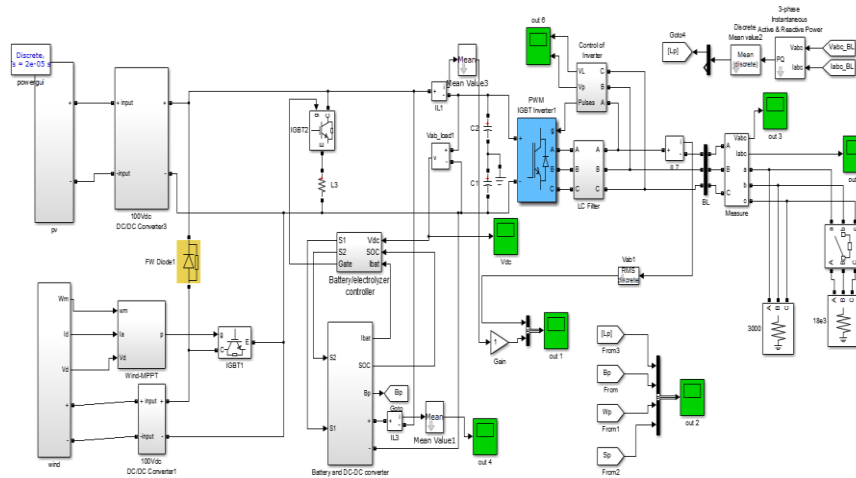 Discrete,
s = 2e-05 s
powergui
+
+ input
-
-input
pv
100Vdc
DC/DC Converter3
FW Diode1
Wm
Id
Vd
+
-
wind
wm
Ia
Vd
p
Wind-MPPT
g
C
E
IGBT1
+ input
-input
100Vdc
DC/DC Converter1
IGBT2
L3
S1
S2
Gate
Vdc
SOC
Ibat
Battery/electrolyzer
controller
S2
S1
Ibat
SOC
Bp
+
-
Battery and DC-DC converter
Bp
Goto
IL3
Mean
Mean Value1
out 4
IL1
Mean
Mean Value3
Vab_load1
C2
C1
Vdc
out 6
Control of
Inverter
VL
Vp
Pulses
C
B
A
PWM
IGBT Inverter1
g
+
-
A
B
C
A
B
C
LC Filter
BL
A
B
C
Vabc
Iabc
a
b
c
Measure
out 3
out
Goto4
[Lp]
Discrete
Mean value2
Mean
(discrete)
3-phase
Instantaneous
Active & Reactive Power
Vabc
Iabc
PQ
Vabc_BL
Iabc_BL
Vab1
RMS
discrete
1
Gain
out 1
[Lp]
From3
Bp
From
Wp
From1
Sp
From2
out 2
A
B
C
3000
A
B
C
18e3